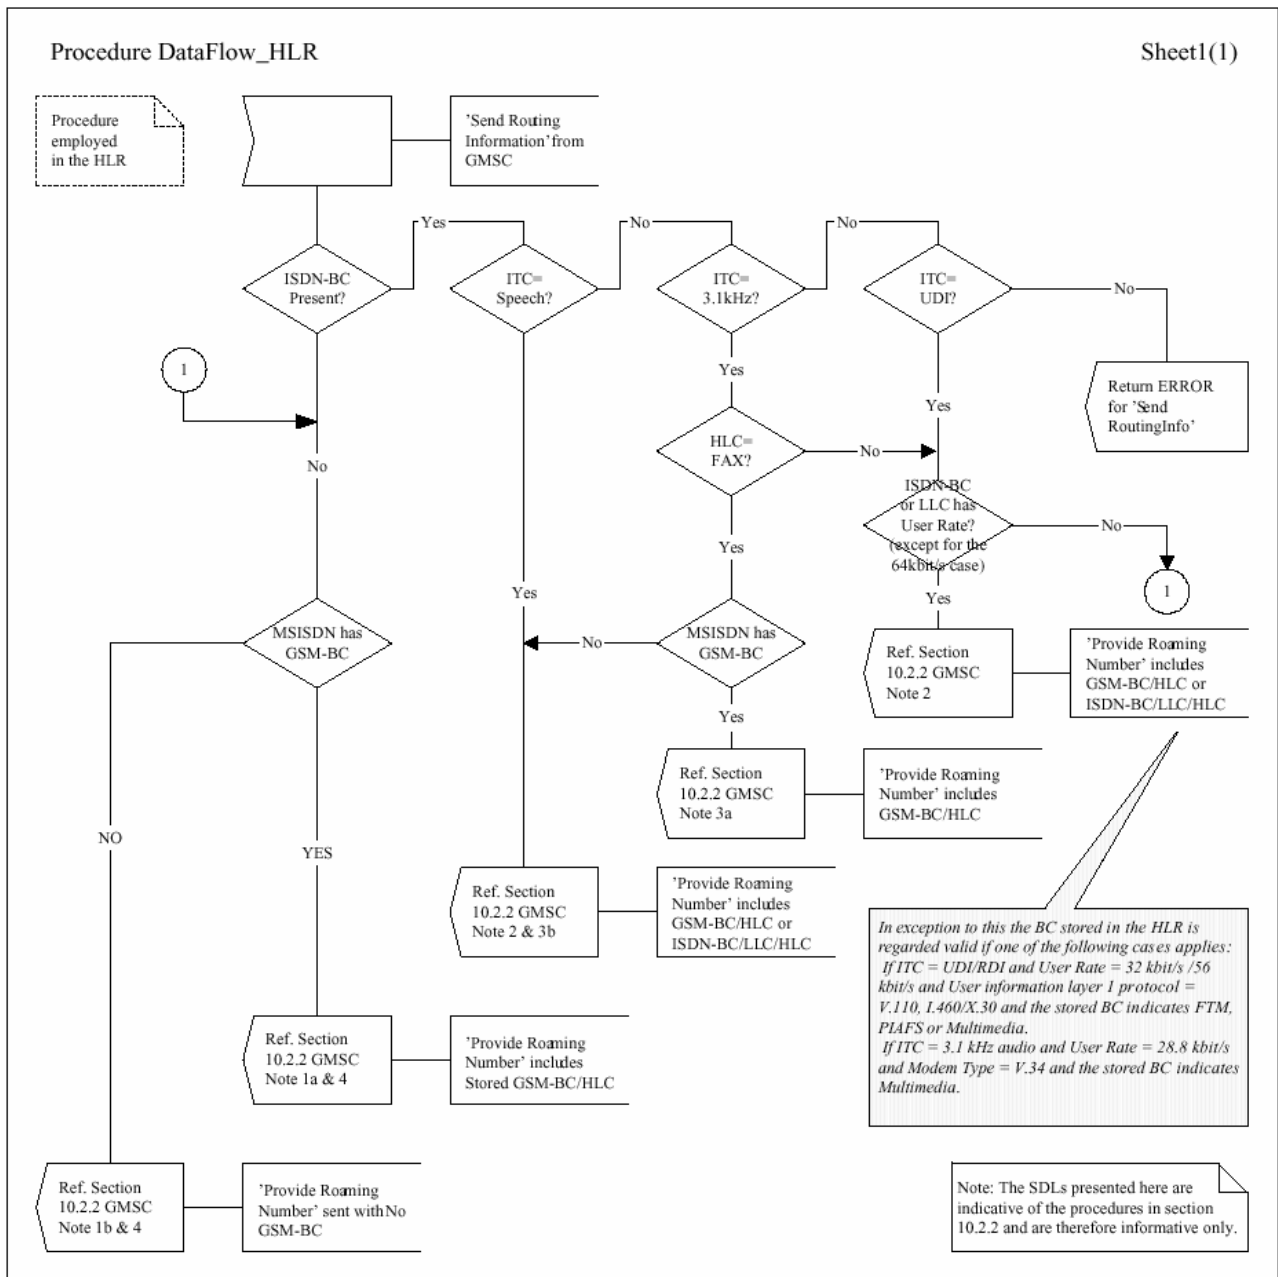 Procedure DataFlow_HLR
Sheet1(1)
Procedure
employed
in the HLR
'Send Routing
Information' from
GMSC
Yes
No
No
ISDN-BC
Present?
ITC=
Speech?
ITC=
3.1kHz?
ITC=
UDI?
No
1
Yes
Return ERROR
for 'Send
RoutingInfo'
Yes
No
HLC=
FAX?
No
ISDN-BC
or LLC has
User Rate?
(except for the
64kbit/s case)
No
Yes
Yes
Yes
1
MSISDN has
GSM-BC
No
MSISDN has
GSM-BC
Ref. Section
10.2.2 GMSC
Note 2
'Provide Roaming
Number' includes
GSM-BC/HLC or
ISDN-BC/LLC/HLC
Yes
Ref. Section
10.2.2 GMSC
Note 3a
'Provide Roaming
Number' includes
GSM-BC/HLC
NO
YES
Ref. Section
10.2.2 GMSC
Note 2 & 3b
'Provide Roaming
Number' includes
GSM-BC/HLC or
ISDN-BC/LLC/HLC
In exception to this the BC stored in the HLR is
regarded valid if one of the following cases applies:
If ITC = UDI/RDI and User Rate = 32 kbit/s /56
kbit/s and User information layer 1 protocol =
V.110, I.460/X.30 and the stored BC indicates FTM,
PIAFS or Multimedia.
If ITC = 3.1 kHz audio and User Rate = 28.8 kbit/s
and Modem Type = V.34 and the stored BC indicates
Multimedia.
Ref. Section
10.2.2 GMSC
Note 1a & 4
'Provide Roaming
Number' includes
Stored GSM-BC/HLC
Ref. Section
10.2.2 GMSC
Note 1b & 4
'Provide Roaming
Number' sent with No
GSM-BC
Note: The SDLs presented here are
indicative of the procedures in section
10.2.2 and are therefore informative only.